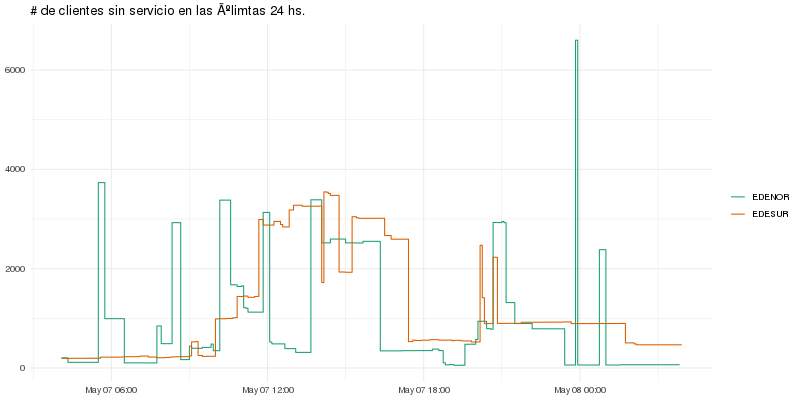 # de clientes sin servicio en las Ãºlimtas 24 hs.
6000
4000
2000
0
May 07 06:00
May 07 12:00
May 07 18:00
May 08 00:00
EDENOR
EDESUR